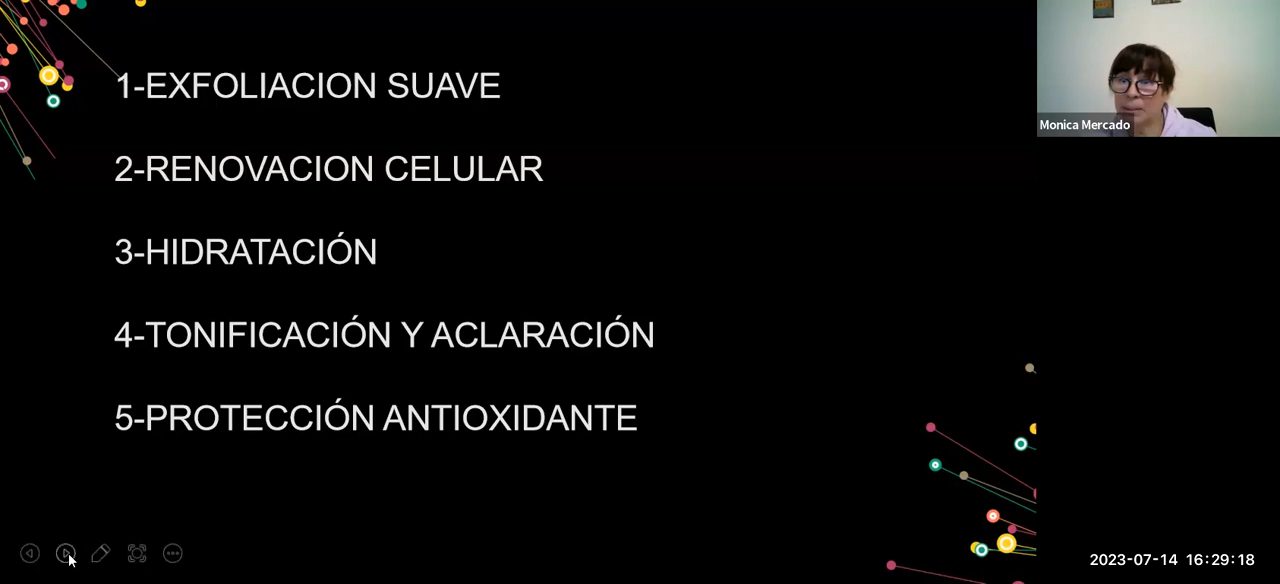 1-EXFOLIACION SUAVE
2-RENOVACION CELULAR
3-HIDRATACIÓN
4-TONIFICACIÓN Y ACLARACIÓN
5-PROTECCIÓN ANTIOXIDANTE
Monica Mercado
2023-07-14 16:29:18